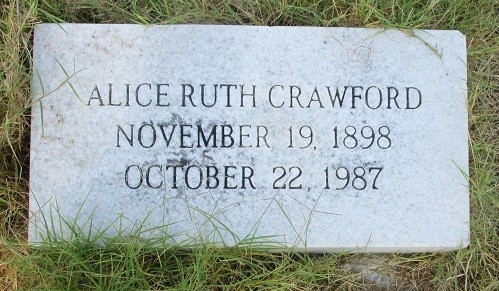 ALICE RUTH CRAWFORD
NOVEMBER 19, 1898
OCTOBER 22, 1987